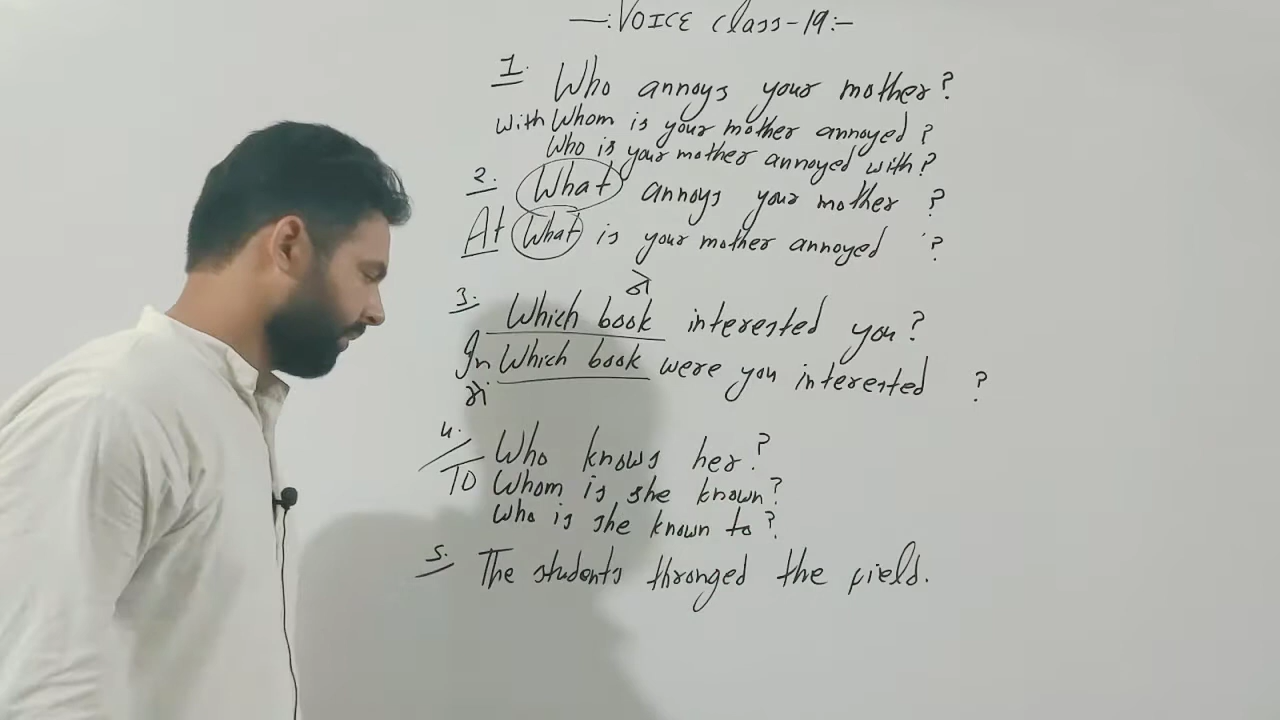 —: VOICE Class-19:—
1. Who annoys your mother?
with Whom is your mother annoyed?
Who is your mother annoyed with?
2. What annoys your mother?
At What is your mother annoyed ?
ने
3. Which book interested you?
In Which book were you interested ?
में
4. Who knows her?
To Whom is she known?
Who is she known to?
5. The students thronged the field.